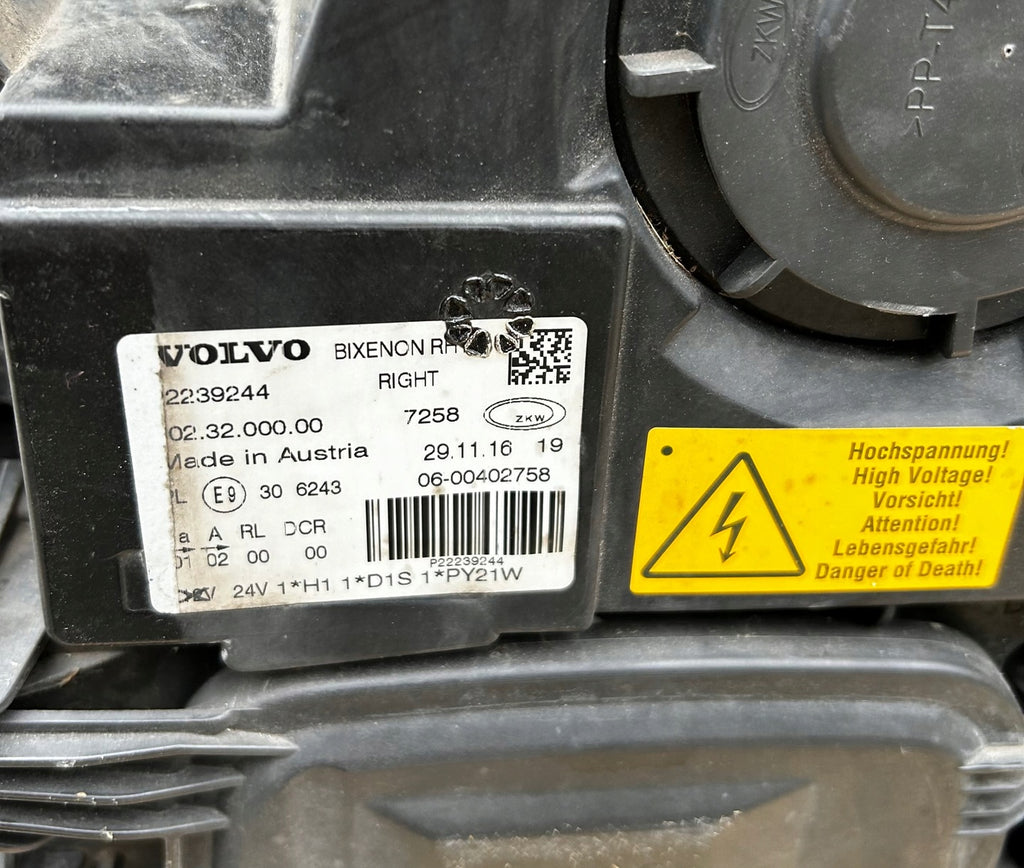 ZKW
>PP-T4
VOLVO BIXENON RH
RIGHT
2239244
7258 ZKW
02.32.000.00
29.11.16 19
Made in Austria
06-00402758
E9 30 6243
A RL DCR
02 00 00
P22239244
24V 1*H1 1*D1S 1*PY21W
Hochspannung!
High Voltage!
Vorsicht!
Attention!
Lebensgefahr!
Danger of Death!